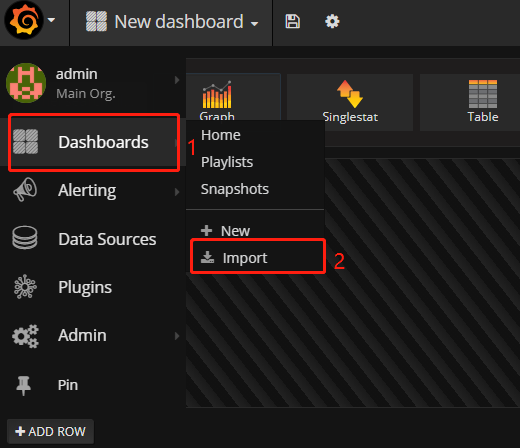 New dashboard
admin
Main Org.
Graph
Singlestat
Table
Dashboards
1
Home
Playlists
Snapshots
New
Import
2
Alerting
Data Sources
Plugins
Admin
Pin
+ ADD ROW